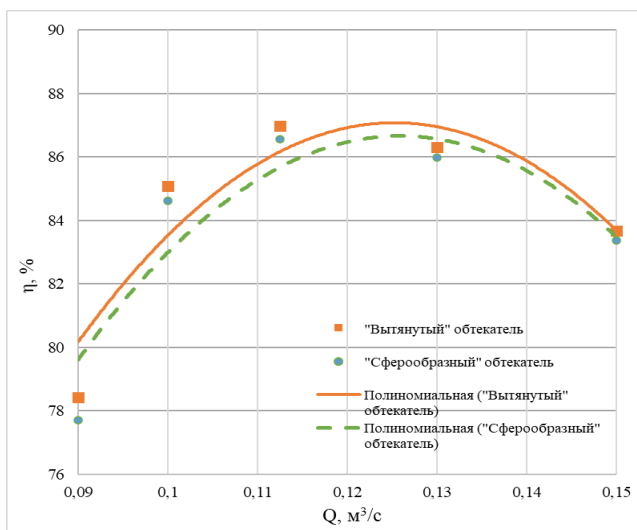 90
88
86
84
82
80
78
76
η, %
"Вытянутый" обтекатель
"Сферообразный" обтекатель
Полиномиальная ("Вытянутый"
обтекатель)
Полиномиальная ("Сферообразный"
обтекатель)
0,09 0,1 0,11 0,12 0,13 0,14 0,15
Q, м³/с